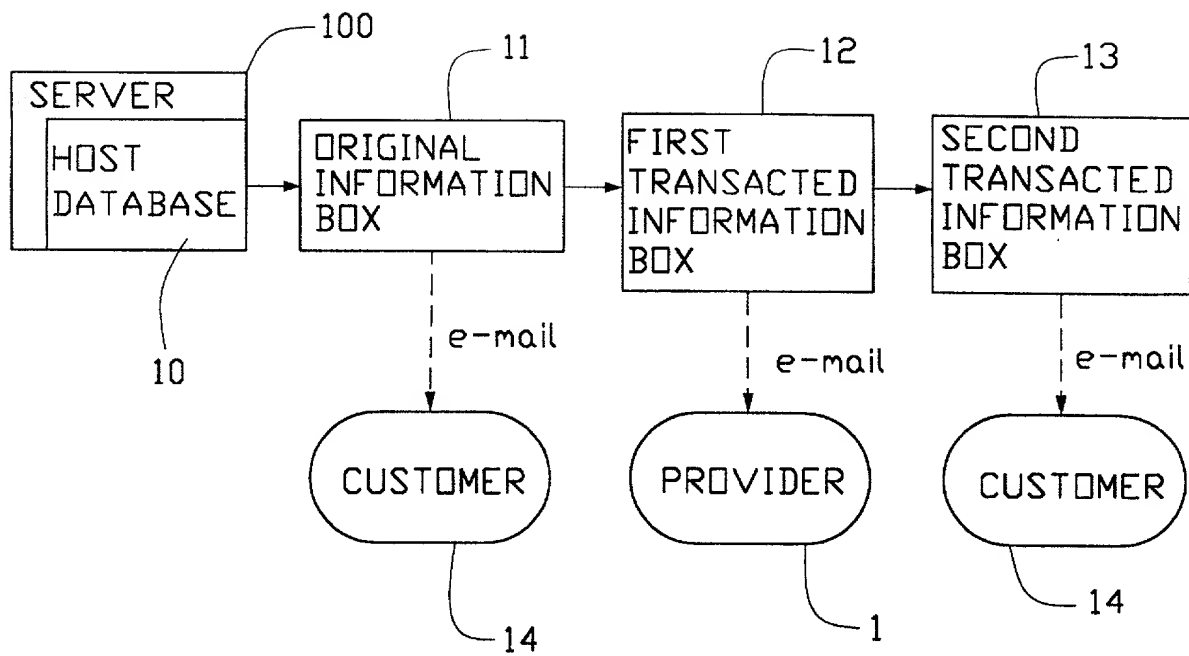 100
11
12
13
SERVER
HOST
DATABASE
10
ORIGINAL
INFORMATION
BOX
FIRST
TRANSACTED
INFORMATION
BOX
SECOND
TRANSACTED
INFORMATION
BOX
e-mail
e-mail
e-mail
CUSTOMER
PROVIDER
CUSTOMER
14
1
14